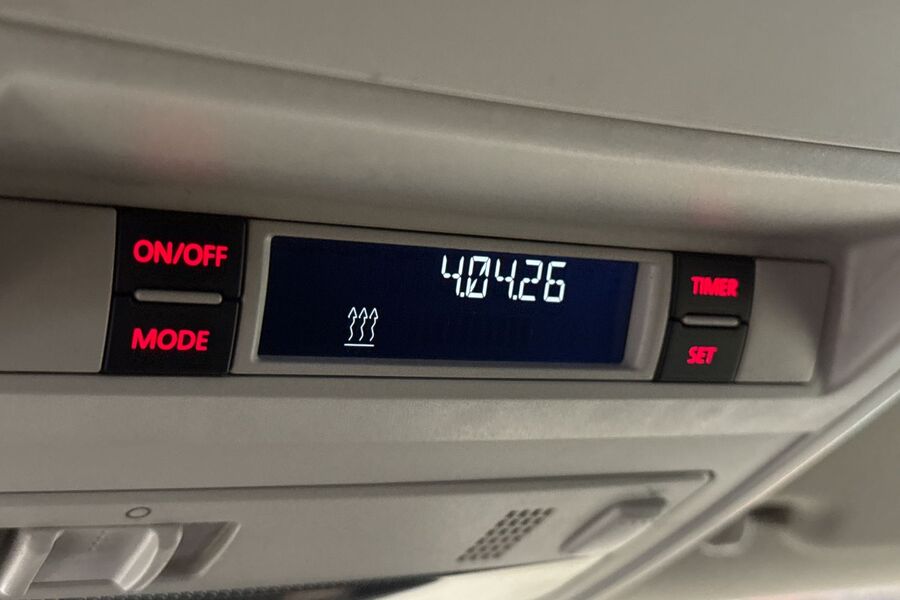 ON/OFF
4.04.26
TIMER
MODE
SET